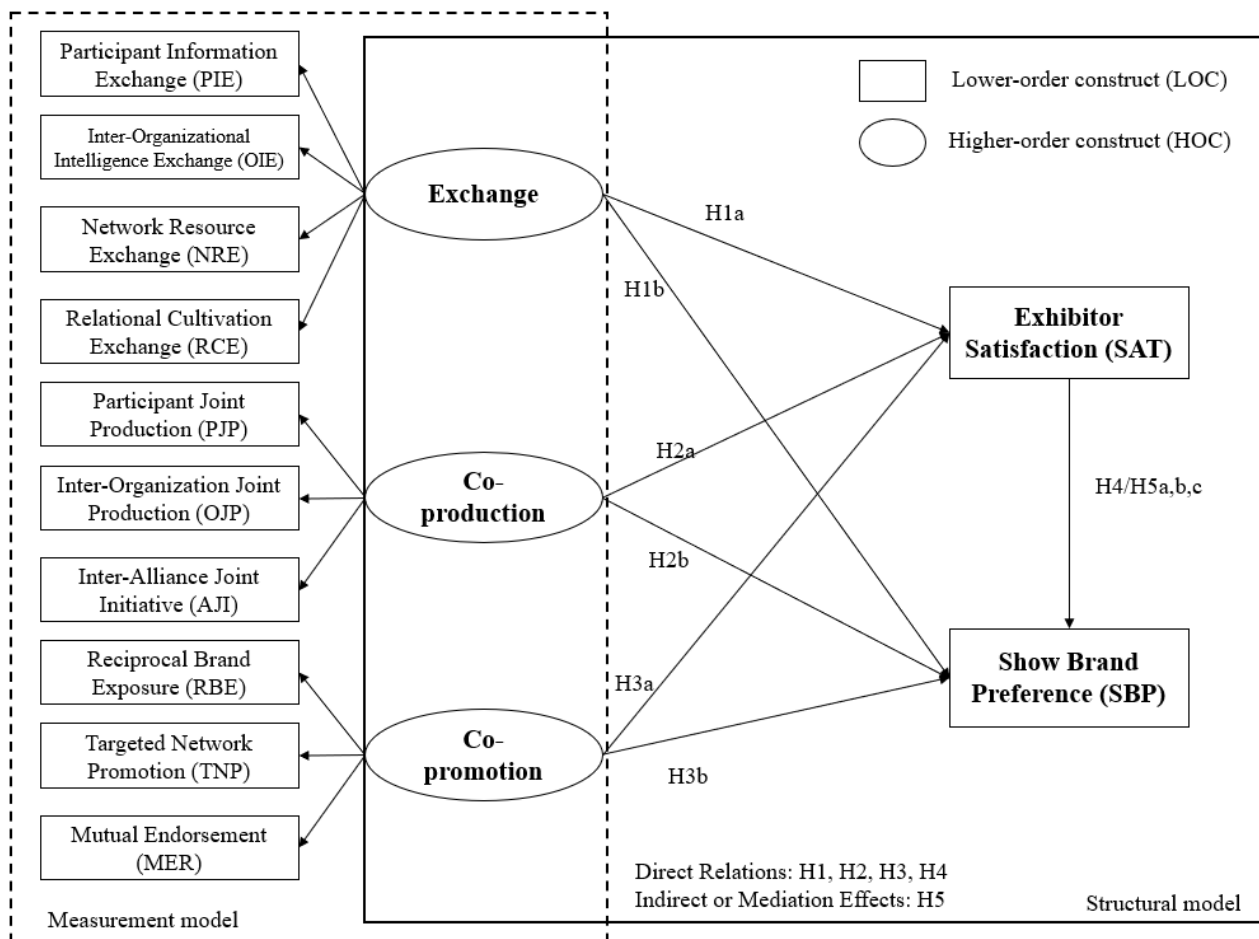 Participant Information
Exchange (PIE)
Inter-Organizational
Intelligence Exchange (OIE)
Network Resource
Exchange (NRE)
Relational Cultivation
Exchange (RCE)
Participant Joint
Production (PJP)
Inter-Organization Joint
Production (OJP)
Inter-Alliance Joint
Initiative (AJI)
Reciprocal Brand
Exposure (RBE)
Targeted Network
Promotion (TNP)
Mutual Endorsement
(MER)
Measurement model
Exchange
Co-
production
Co-
promotion
H1a
H1b
H2a
H2b
H3a
H3b
Lower-order construct (LOC)
Higher-order construct (HOC)
Exhibitor
Satisfaction (SAT)
H4/H5a,b,c
Show Brand
Preference (SBP)
Direct Relations: H1, H2, H3, H4
Indirect or Mediation Effects: H5
Structural model